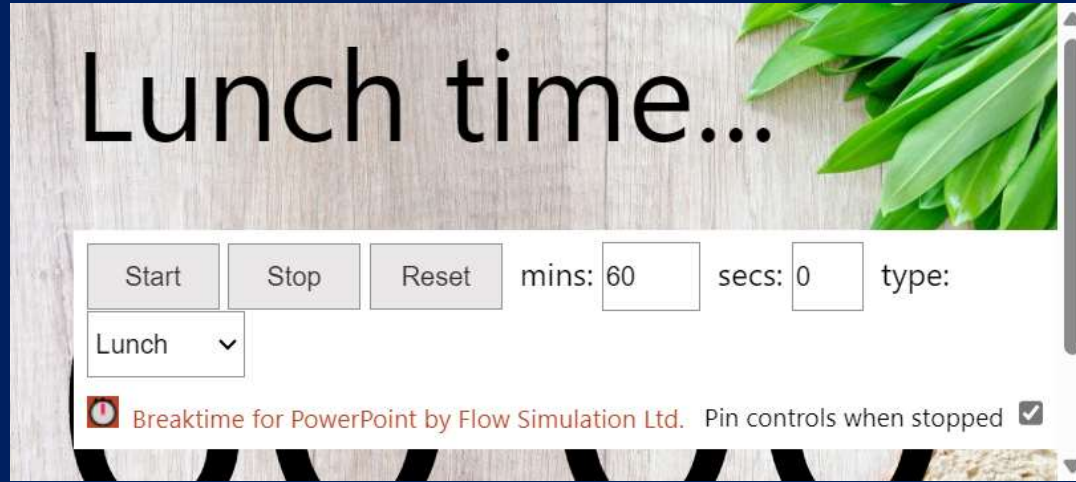 Lunch time...
Start Stop Reset mins: 60 secs: 0 type:
Lunch
Breaktime for PowerPoint by Flow Simulation Ltd. Pin controls when stopped